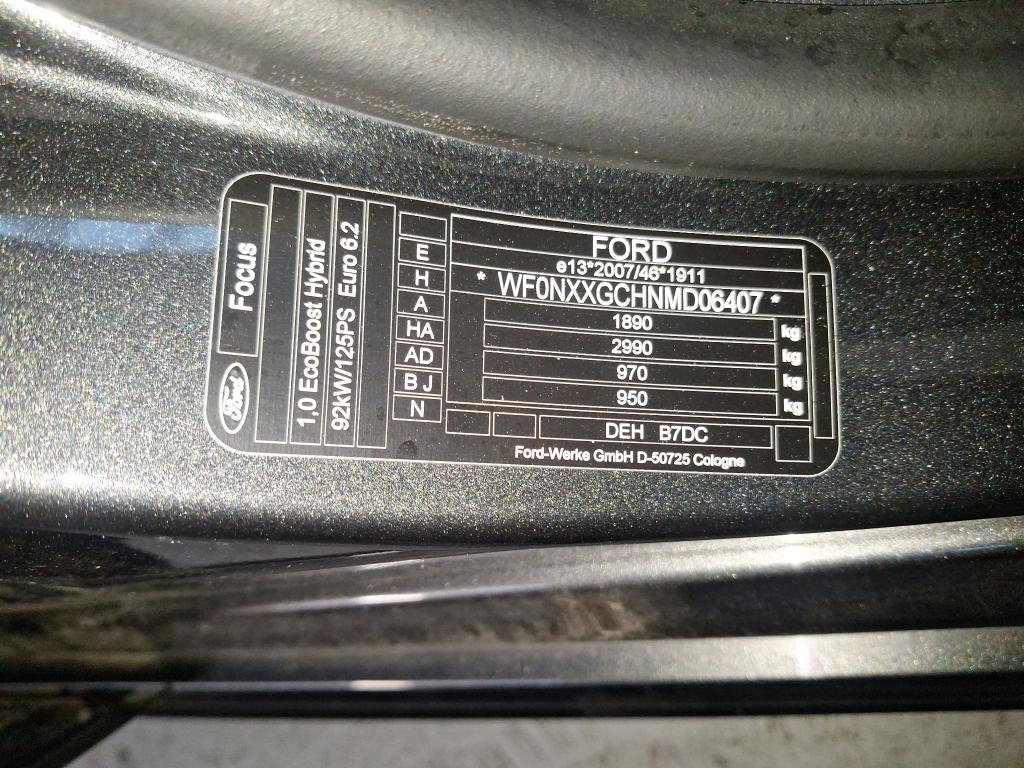 Ford
Focus
1,0 EcoBoost Hybrid
92kW/125PS Euro 6.2
E
H
A
HA
AD
B J
N
FORD
e13*2007/46*1911
* WF0NXXGCHNMD06407 *
1890 kg
2990 kg
970 kg
950 kg
DEH B7DC
Ford-Werke GmbH D-50725 Cologne